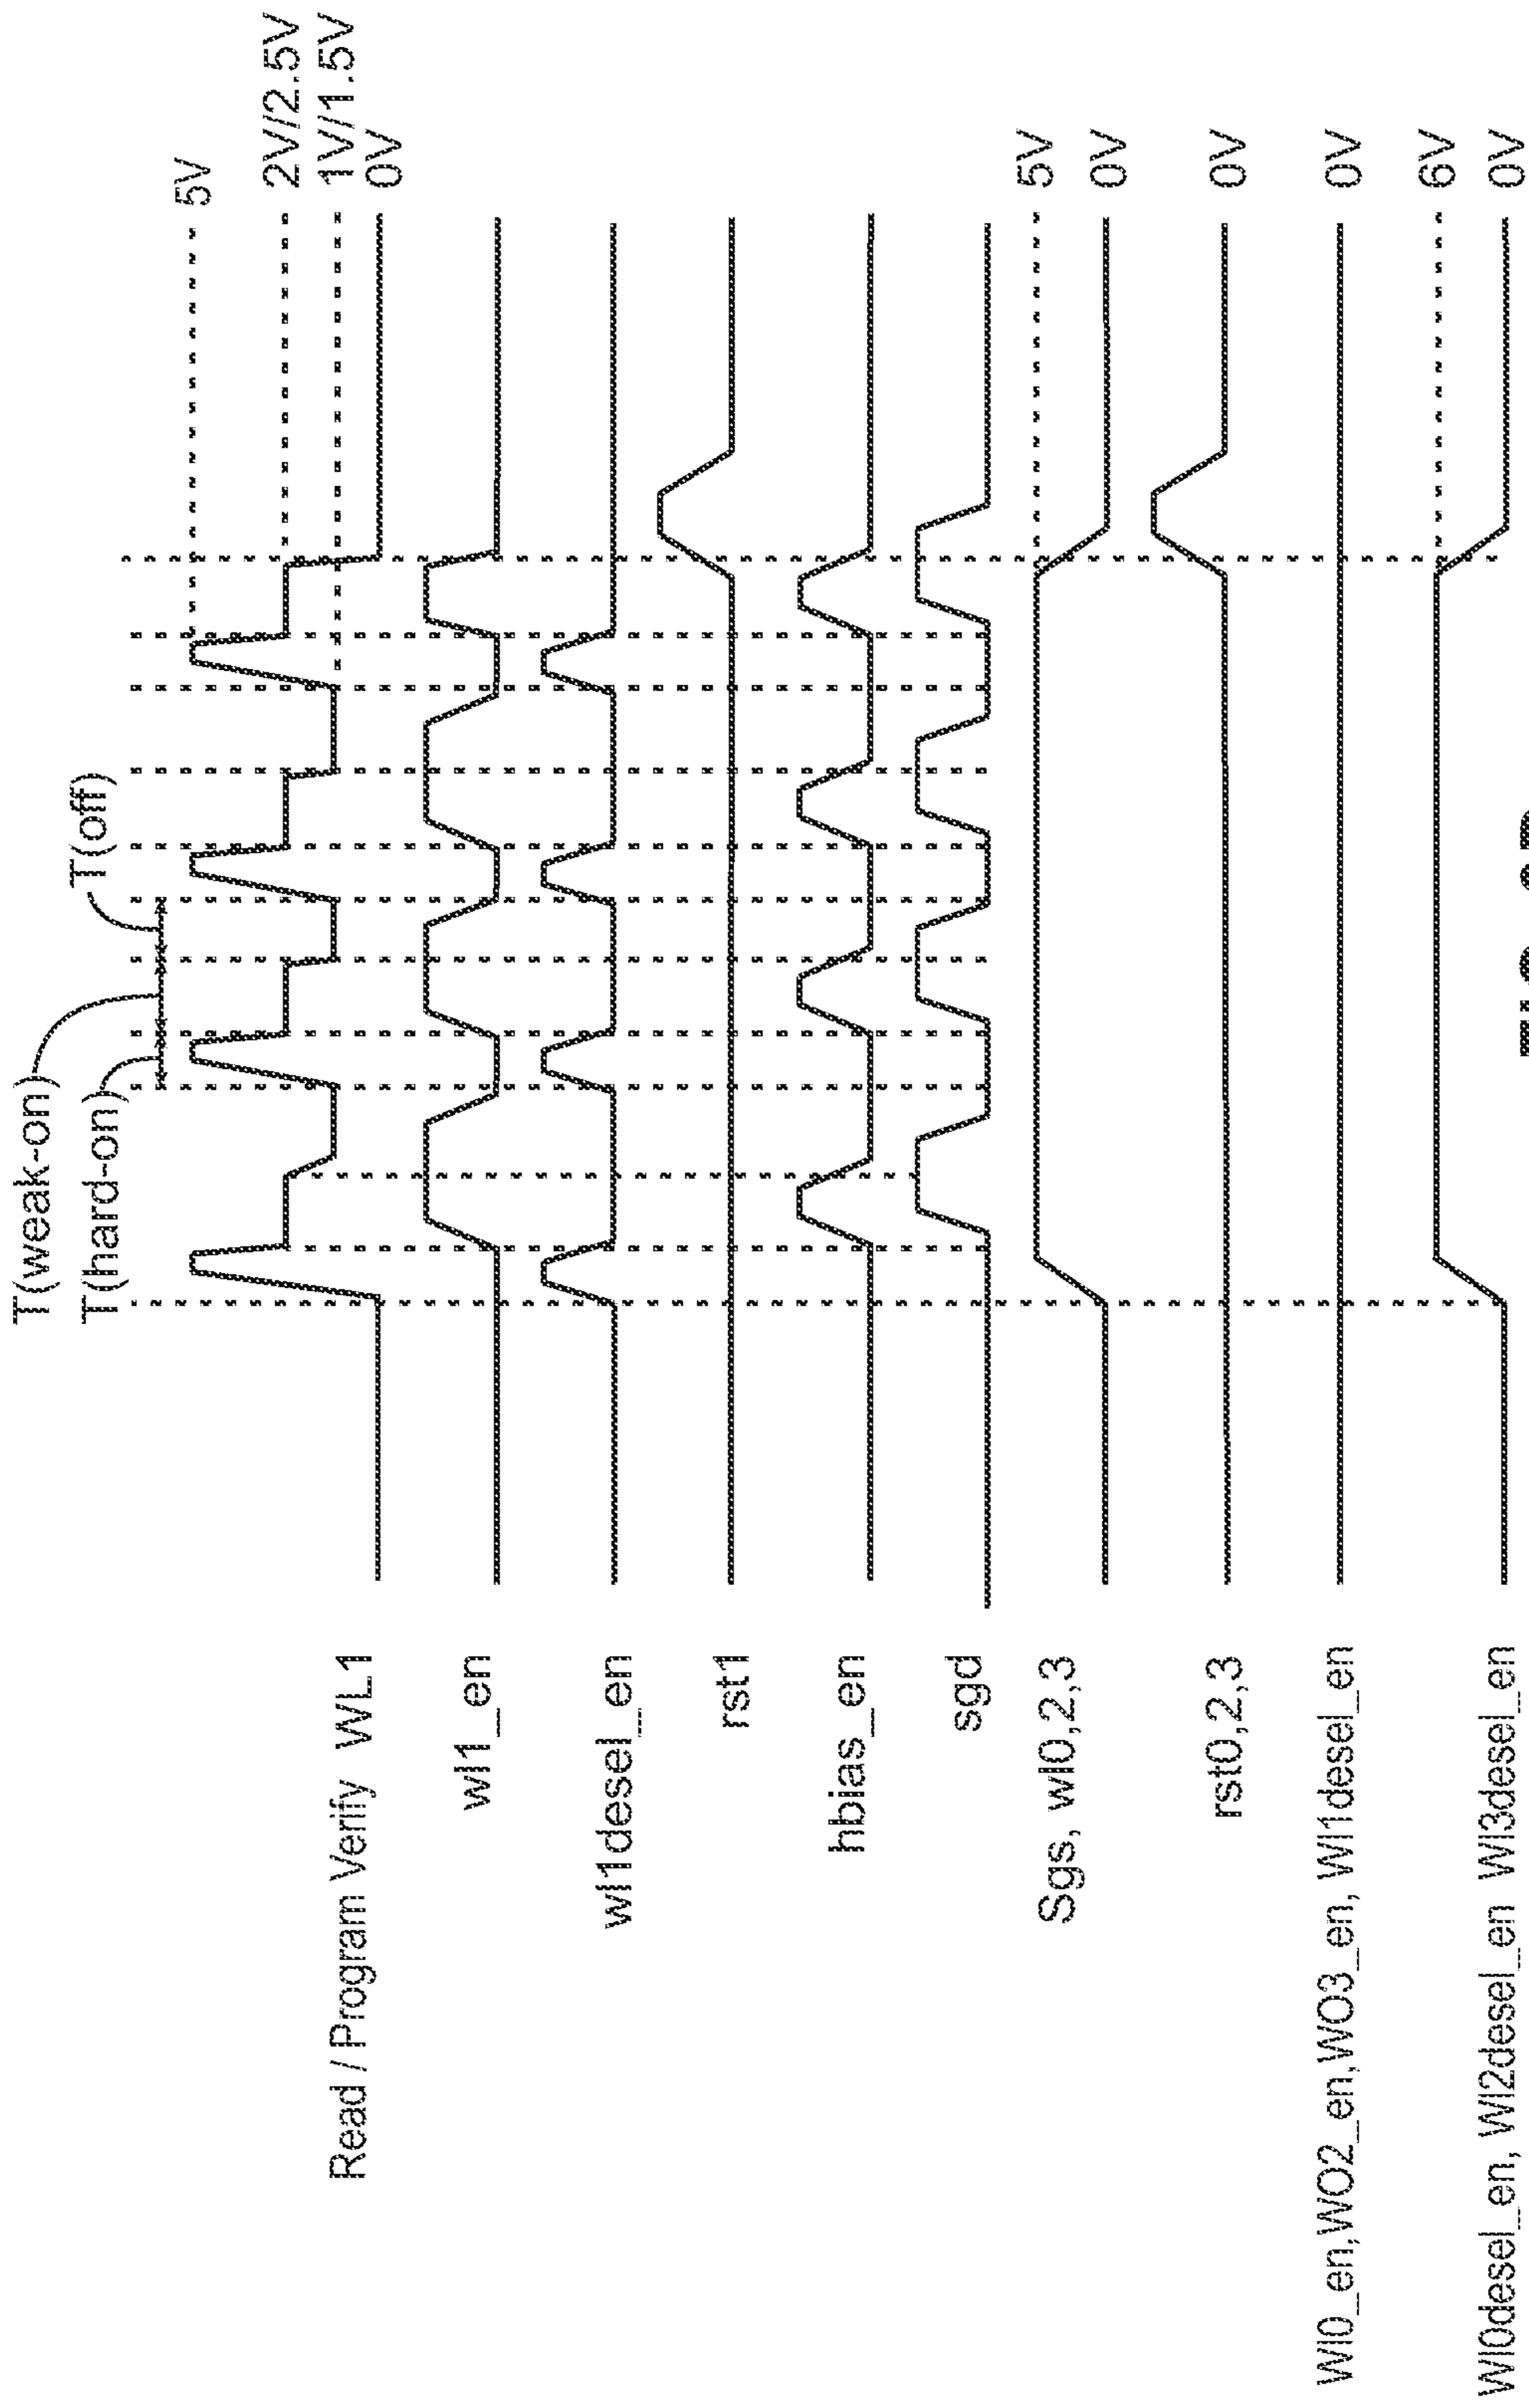 T(weak-on)
T(hard-on)
T(off)
5V
2V/2.5V
1V/1.5V
0V
Read / Program Verify WL1
wl1_en
wl1desel_en
rst1
hbias_en
sgd
Sgs, wl0,2,3
5V
0V
rst0,2,3
0V
Wl0_en,WO2_en,WO3_en, Wl1desel_en
0V
Wl0desel_en, Wl2desel_en Wl3desel_en
6V
0V